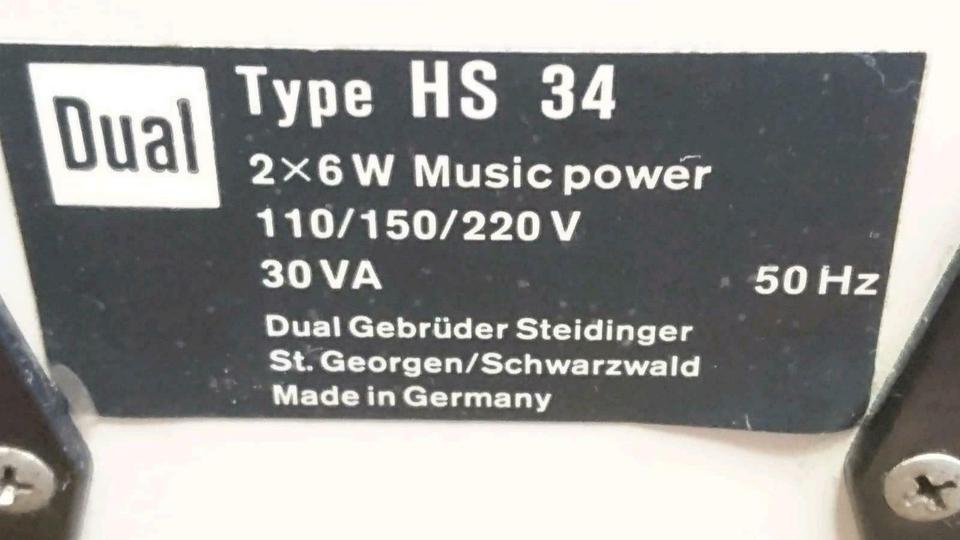 Dual Type HS 34
2×6 W Music power
110/150/220 V
30 VA 50 Hz
Dual Gebrüder Steidinger
St. Georgen/Schwarzwald
Made in Germany